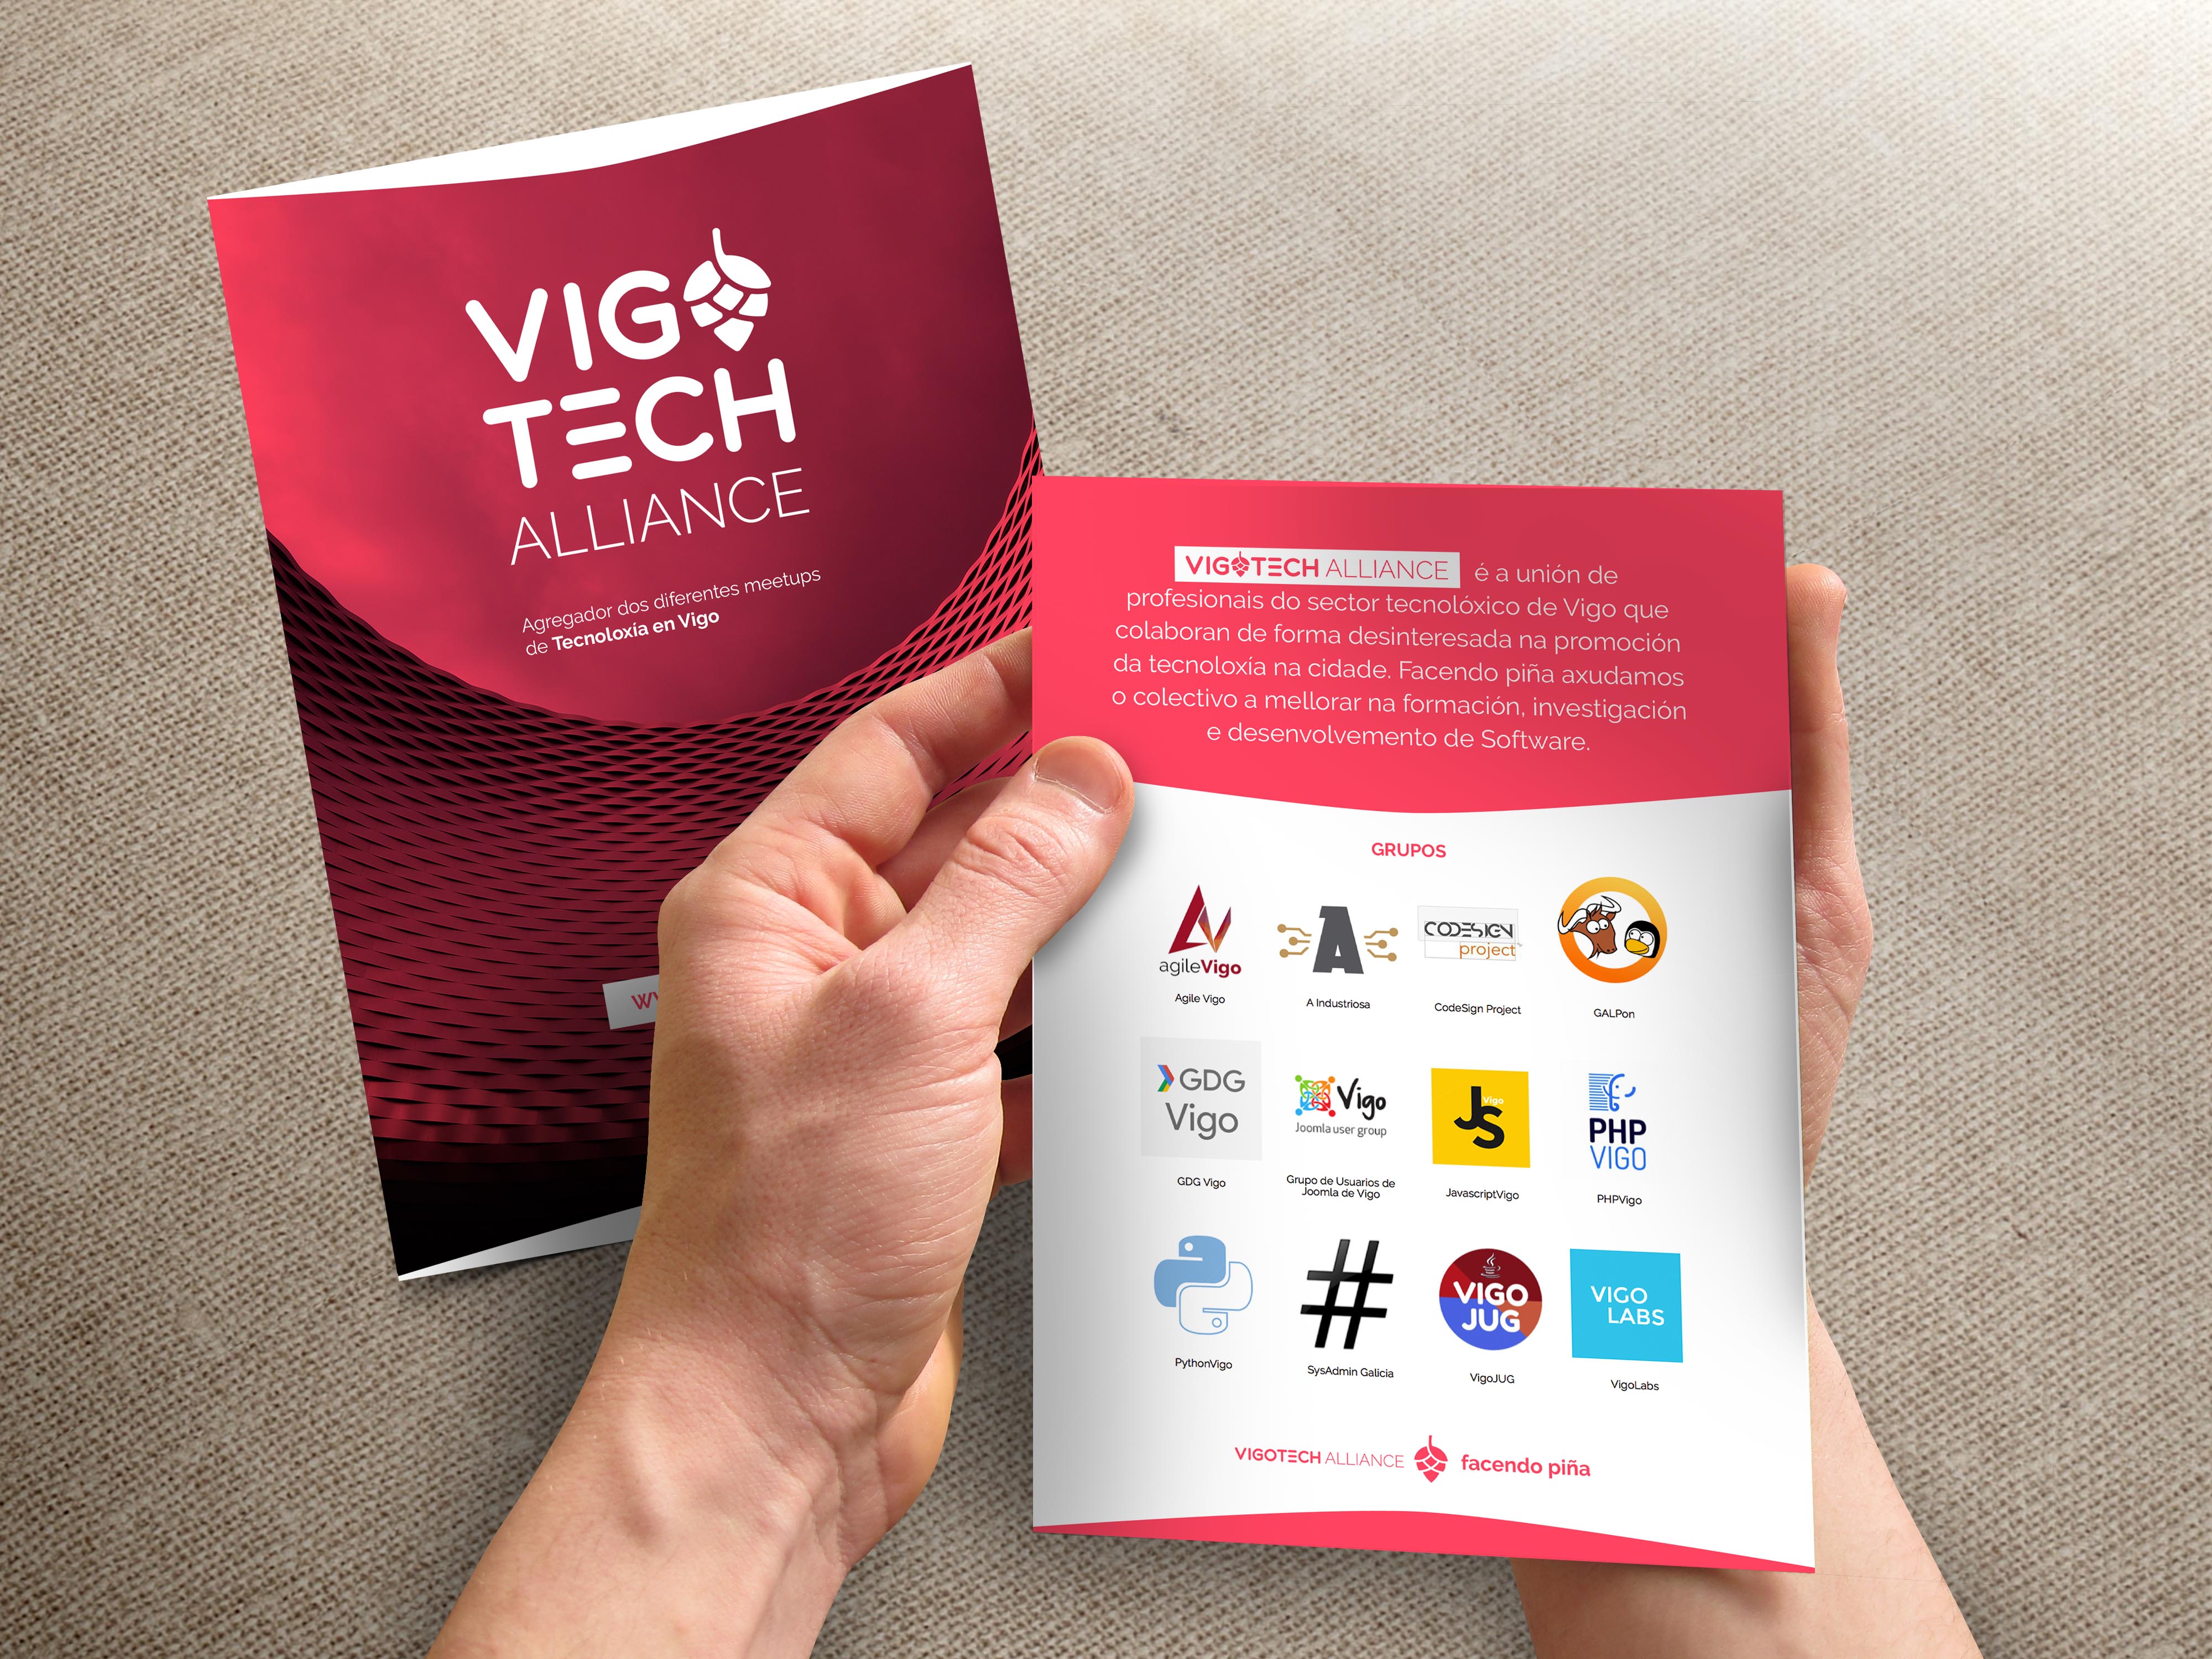 VIGO
TECH
ALLIANCE
Agregador dos diferentes meetups
de Tecnoloxía en Vigo
VIGOTECH ALLIANCE é a unión de
profesionais do sector tecnolóxico de Vigo que
colaboran de forma desinteresada na promoción
da tecnoloxía na cidade. Facendo piña axudamos
o colectivo a mellorar na formación, investigación
e desenvolvemento de Software.
GRUPOS
agileVigo
Agile Vigo
A
A Industriosa
CODESIGN
project
CodeSign Project
GALPon
GDG
Vigo
GDG Vigo
Vigo
Joomla user group
Grupo de Usuarios de
Joomla de Vigo
Vigo
JS
JavascriptVigo
PHP
VIGO
PHPVigo
PythonVigo
#
SysAdmin Galicia
VIGO
JUG
VigoJUG
VIGO
LABS
VigoLabs
VIGOTECH ALLIANCE facendo piña